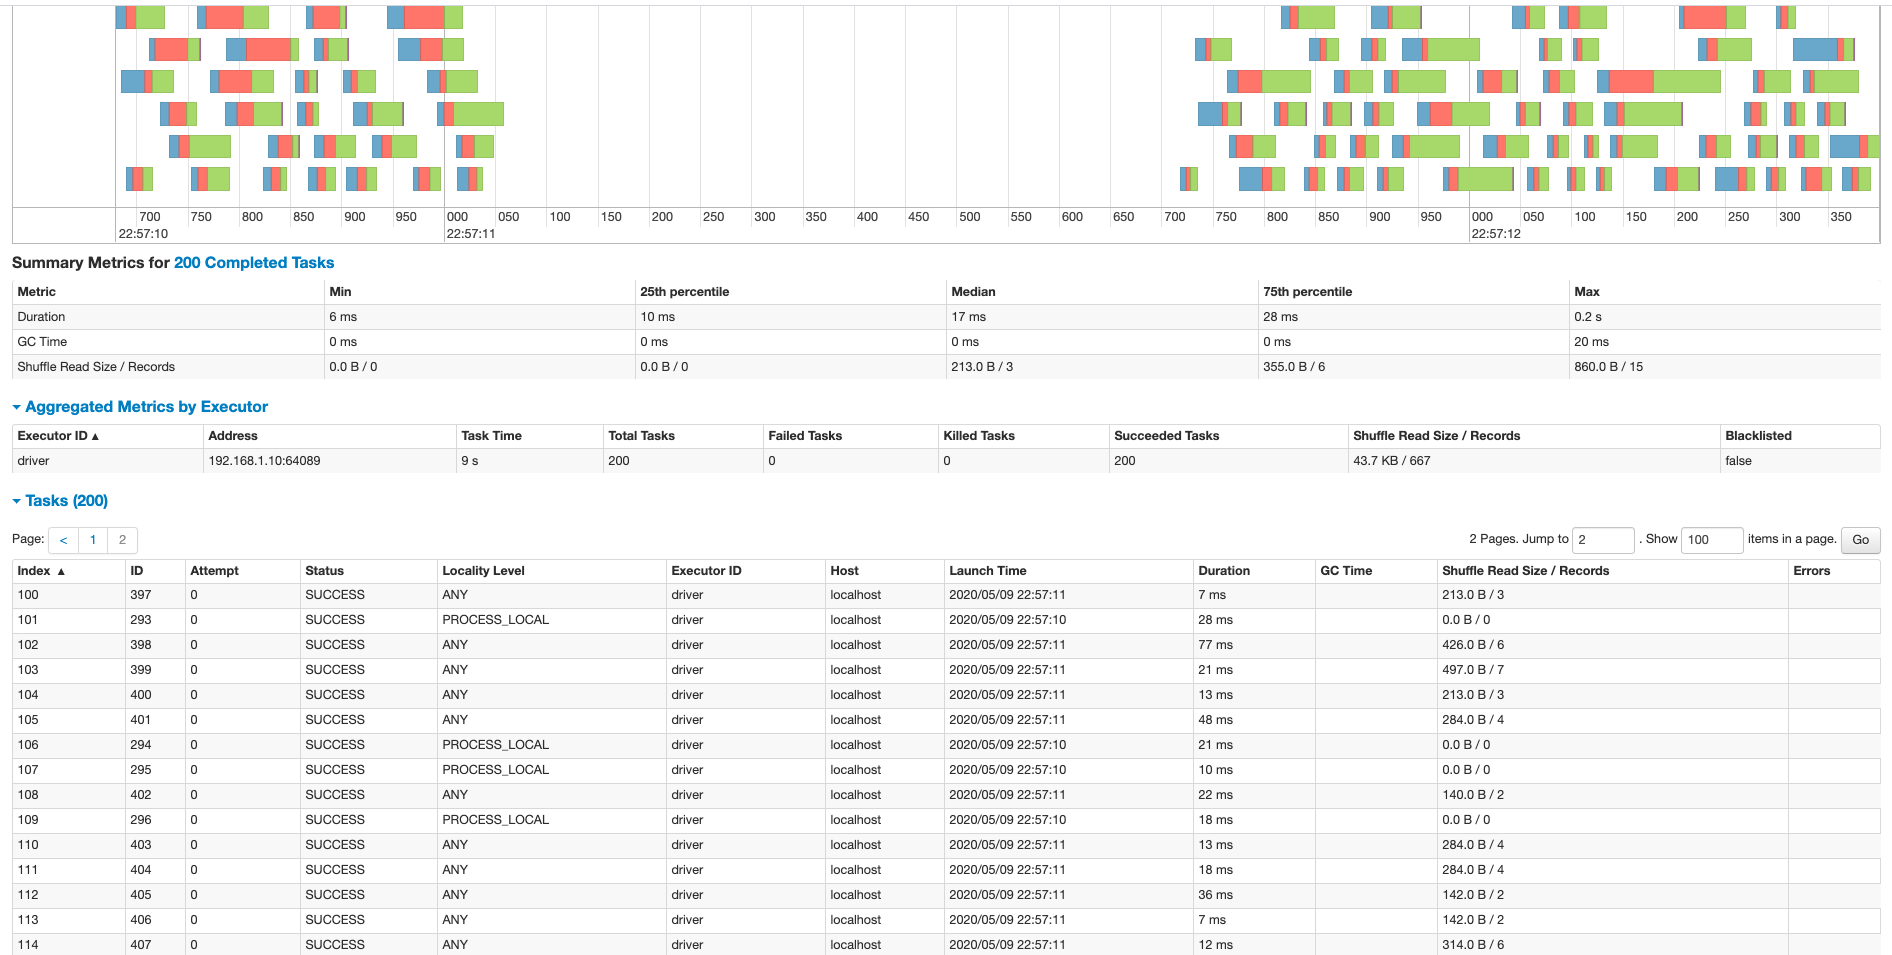 700 750 800 850 900 950 000 050 100 150 200 250 300 350 400 450 500 550 600 650 700 750 800 850 900 950 000 050 100 150 200 250 300 350
22:57:10 22:57:11 22:57:12
Summary Metrics for 200 Completed Tasks
Metric Min 25th percentile Median 75th percentile Max
Duration 6 ms 10 ms 17 ms 28 ms 0.2 s
GC Time 0 ms 0 ms 0 ms 0 ms 20 ms
Shuffle Read Size / Records 0.0 B / 0 0.0 B / 0 213.0 B / 3 355.0 B / 6 860.0 B / 15
Aggregated Metrics by Executor
Executor ID ▲ Address Task Time Total Tasks Failed Tasks Killed Tasks Succeeded Tasks Shuffle Read Size / Records Blacklisted
driver 192.168.1.10:64089 9 s 200 0 0 200 43.7 KB / 667 false
Tasks (200)
Page: < 1 2 2 Pages. Jump to 2 . Show 100 items in a page. Go
Index ▲ ID Attempt Status Locality Level Executor ID Host Launch Time Duration GC Time Shuffle Read Size / Records Errors
100 397 0 SUCCESS ANY driver localhost 2020/05/09 22:57:11 7 ms 213.0 B / 3
101 293 0 SUCCESS PROCESS_LOCAL driver localhost 2020/05/09 22:57:10 28 ms 0.0 B / 0
102 398 0 SUCCESS ANY driver localhost 2020/05/09 22:57:11 77 ms 426.0 B / 6
103 399 0 SUCCESS ANY driver localhost 2020/05/09 22:57:11 21 ms 497.0 B / 7
104 400 0 SUCCESS ANY driver localhost 2020/05/09 22:57:11 13 ms 213.0 B / 3
105 401 0 SUCCESS ANY driver localhost 2020/05/09 22:57:11 48 ms 284.0 B / 4
106 294 0 SUCCESS PROCESS_LOCAL driver localhost 2020/05/09 22:57:10 21 ms 0.0 B / 0
107 295 0 SUCCESS PROCESS_LOCAL driver localhost 2020/05/09 22:57:10 10 ms 0.0 B / 0
108 402 0 SUCCESS ANY driver localhost 2020/05/09 22:57:11 22 ms 140.0 B / 2
109 296 0 SUCCESS PROCESS_LOCAL driver localhost 2020/05/09 22:57:10 18 ms 0.0 B / 0
110 403 0 SUCCESS ANY driver localhost 2020/05/09 22:57:11 13 ms 284.0 B / 4
111 404 0 SUCCESS ANY driver localhost 2020/05/09 22:57:11 18 ms 284.0 B / 4
112 405 0 SUCCESS ANY driver localhost 2020/05/09 22:57:11 36 ms 142.0 B / 2
113 406 0 SUCCESS ANY driver localhost 2020/05/09 22:57:11 7 ms 142.0 B / 2
114 407 0 SUCCESS ANY driver localhost 2020/05/09 22:57:11 12 ms 314.0 B / 6